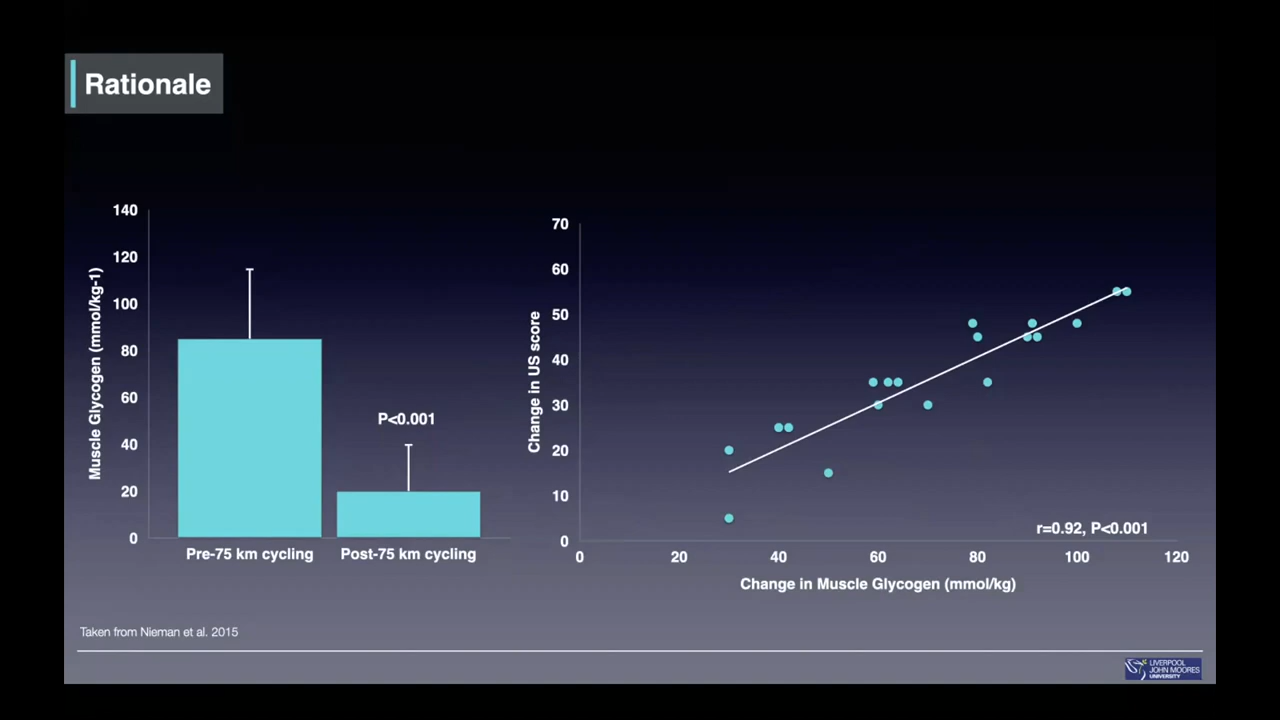 Rationale
140
120
100
80
60
40
20
0
Muscle Glycogen (mmol/kg-1)
P<0.001
Pre-75 km cycling
Post-75 km cycling
70
60
50
40
30
20
10
0
Change in US score
r=0.92, P<0.001
0 20 40 60 80 100 120
Change in Muscle Glycogen (mmol/kg)
Taken from Nieman et al. 2015
LIVERPOOL
JOHN MOORES
UNIVERSITY